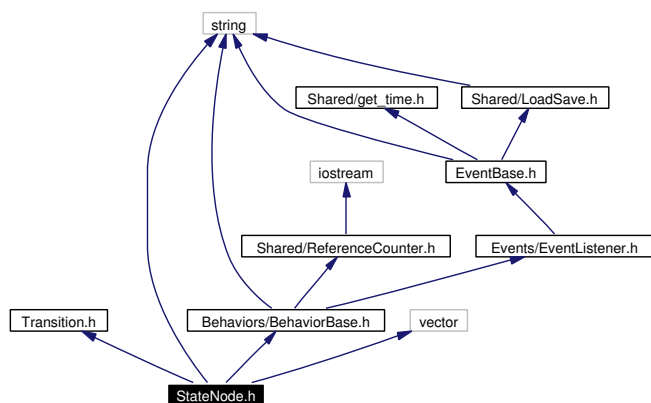 string
Shared/get_time.h
Shared/LoadSave.h
iostream
EventBase.h
Shared/ReferenceCounter.h
Events/EventListener.h
Transition.h
Behaviors/BehaviorBase.h
vector
StateNode.h